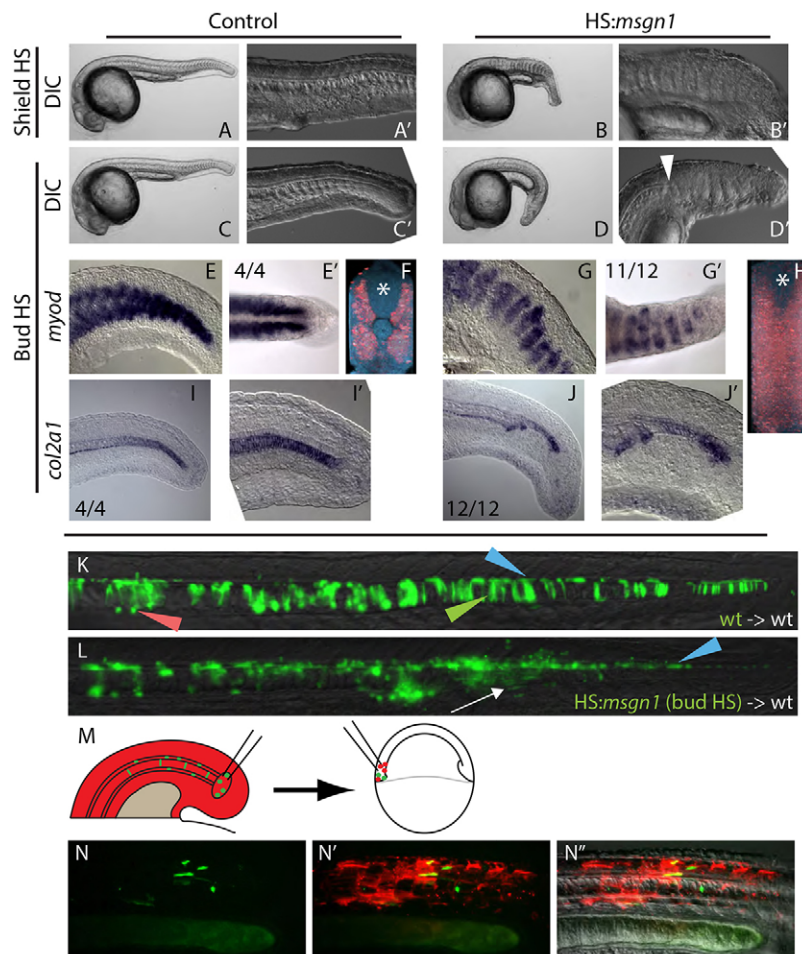 Control
HS:msgn1
Shield HS
DIC
A
A′
B
B′
Bud HS
DIC
C
C′
D
D′
myod
E
4/4
E′
F
*
G
11/12
G′
H
*
col2a1
I
4/4
I′
J
12/12
J′
K
wt -> wt
L
HS:msgn1 (bud HS) -> wt
M
N
N′
N″